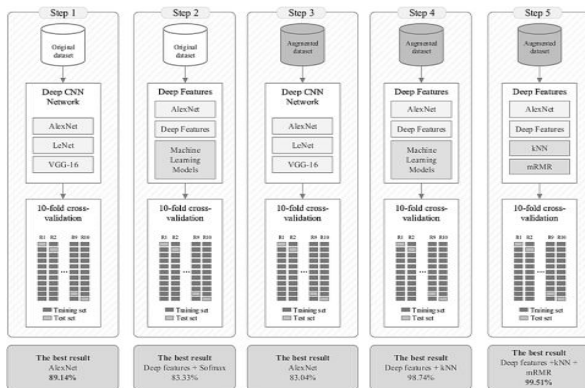 Step 1
Original
dataset
Deep CNN
Network
AlexNet
LeNet
VGG-16
10-fold cross-
validation
R1 R2 R9 R10
...
Training set
Test set
The best result
AlexNet
89.14%
Step 2
Original
dataset
Deep Features
AlexNet
Deep Features
Machine
Learning
Models
10-fold cross-
validation
R1 R2 R9 R10
...
Training set
Test set
The best result
Deep features + Sofmax
83.33%
Step 3
Augmented
dataset
Deep CNN
Network
AlexNet
LeNet
VGG-16
10-fold cross-
validation
R1 R2 R9 R10
...
Training set
Test set
The best result
AlexNet
83.04%
Step 4
Augmented
dataset
Deep Features
AlexNet
Deep Features
Machine
Learning
Models
10-fold cross-
validation
R1 R2 R9 R10
...
Training set
Test set
The best result
Deep features + kNN
98.74%
Step 5
Augmented
dataset
Deep Features
AlexNet
Deep Features
kNN
mRMR
10-fold cross-
validation
R1 R2 R9 R10
...
Training set
Test set
The best result
Deep features +kNN +
mRMR
99.51%